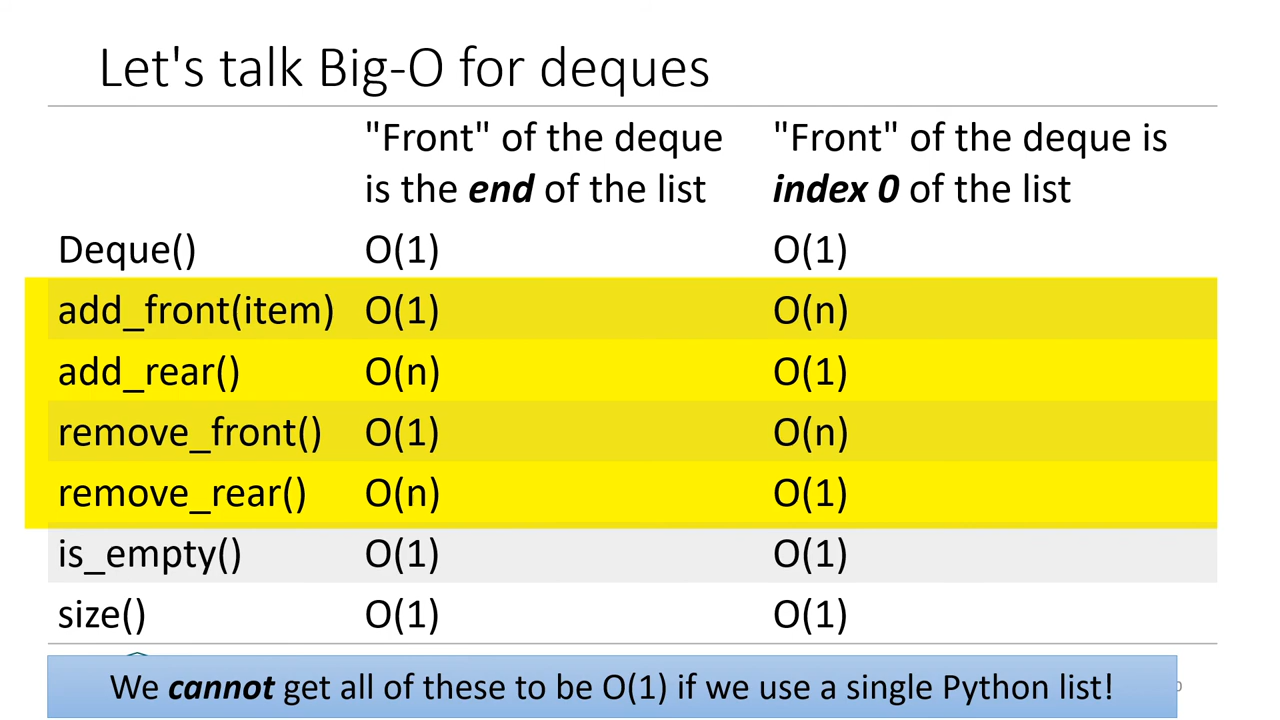 Let's talk Big-O for deques
"Front" of the deque is the end of the list
"Front" of the deque is index 0 of the list
Deque() O(1) O(1)
add_front(item) O(1) O(n)
add_rear() O(n) O(1)
remove_front() O(1) O(n)
remove_rear() O(n) O(1)
is_empty() O(1) O(1)
size() O(1) O(1)
We cannot get all of these to be O(1) if we use a single Python list!